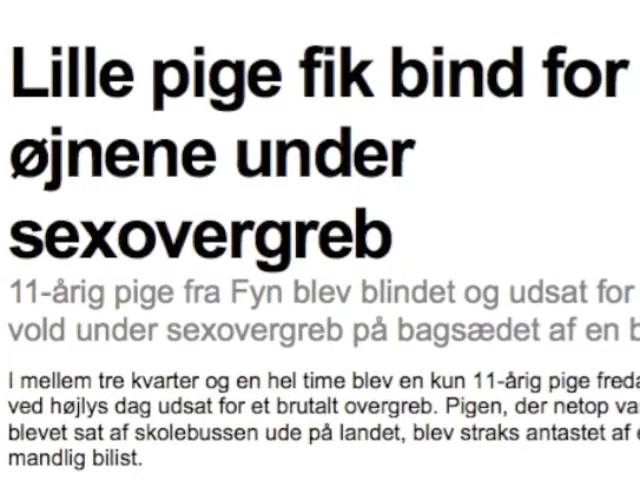 Lille pige fik bind for
øjnene under
sexovergreb
11-årig pige fra Fyn blev blindet og udsat for
vold under sexovergreb på bagsædet af en
I mellem tre kvarter og en hel time blev en kun 11-årig pige
ved højlys dag udsat for et brutalt overgreb. Pigen, der netop
blevet sat af skolebussen ude på landet, blev straks antastet af
mandlig bilist.